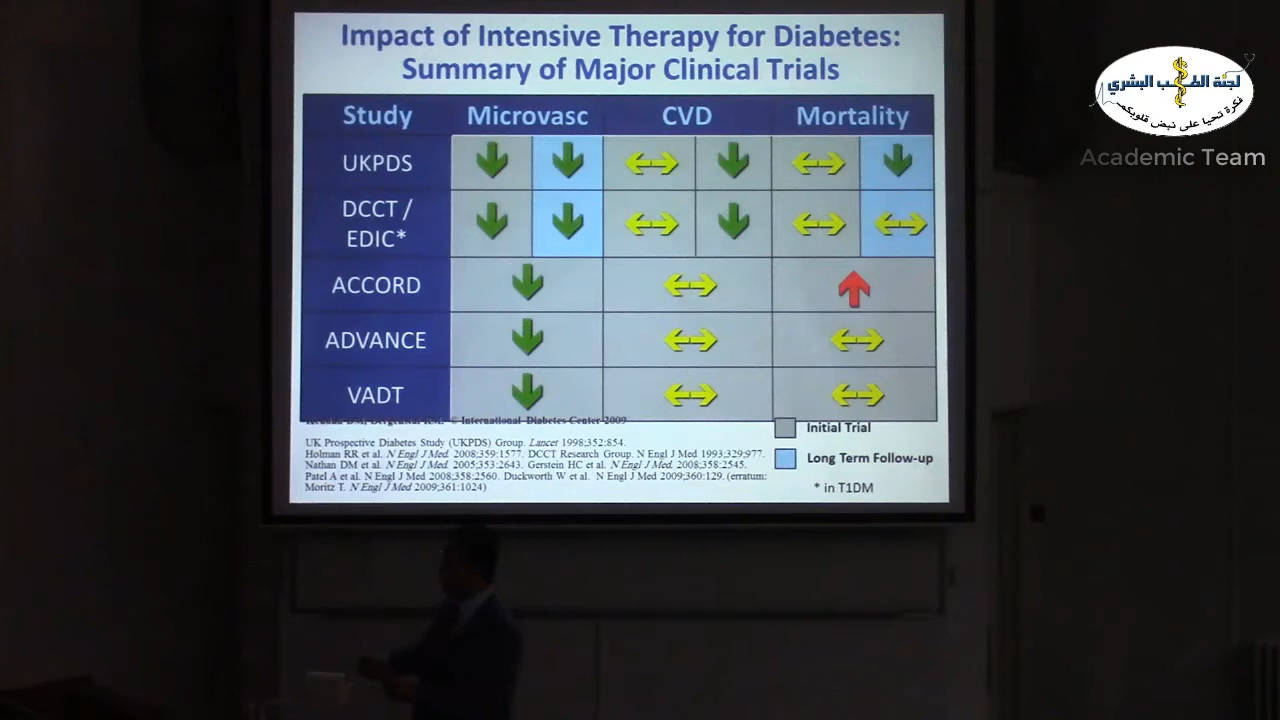 Impact of Intensive Therapy for Diabetes:
Summary of Major Clinical Trials
Study Microvasc CVD Mortality
UKPDS
DCCT /
EDIC*
ACCORD
ADVANCE
VADT
© International Diabetes Center 2009
UK Prospective Diabetes Study (UKPDS) Group. Lancet 1998;352:854.
Holman RR et al. N Engl J Med. 2008;359:1577. DCCT Research Group. N Engl J Med 1993;329;977.
Nathan DM et al. N Engl J Med. 2005;353:2643. Gerstein HC et al. N Engl J Med. 2008;358:2545.
Patel A et al. N Engl J Med 2008;358:2560. Duckworth W et al. N Engl J Med 2009;360:129. (erratum:
Moritz T. N Engl J Med 2009;361:1024)
Initial Trial
Long Term Follow-up
* in T1DM
لجنة الطب البشري
فكرة تحيا على نبض قلوبكم
Academic Team